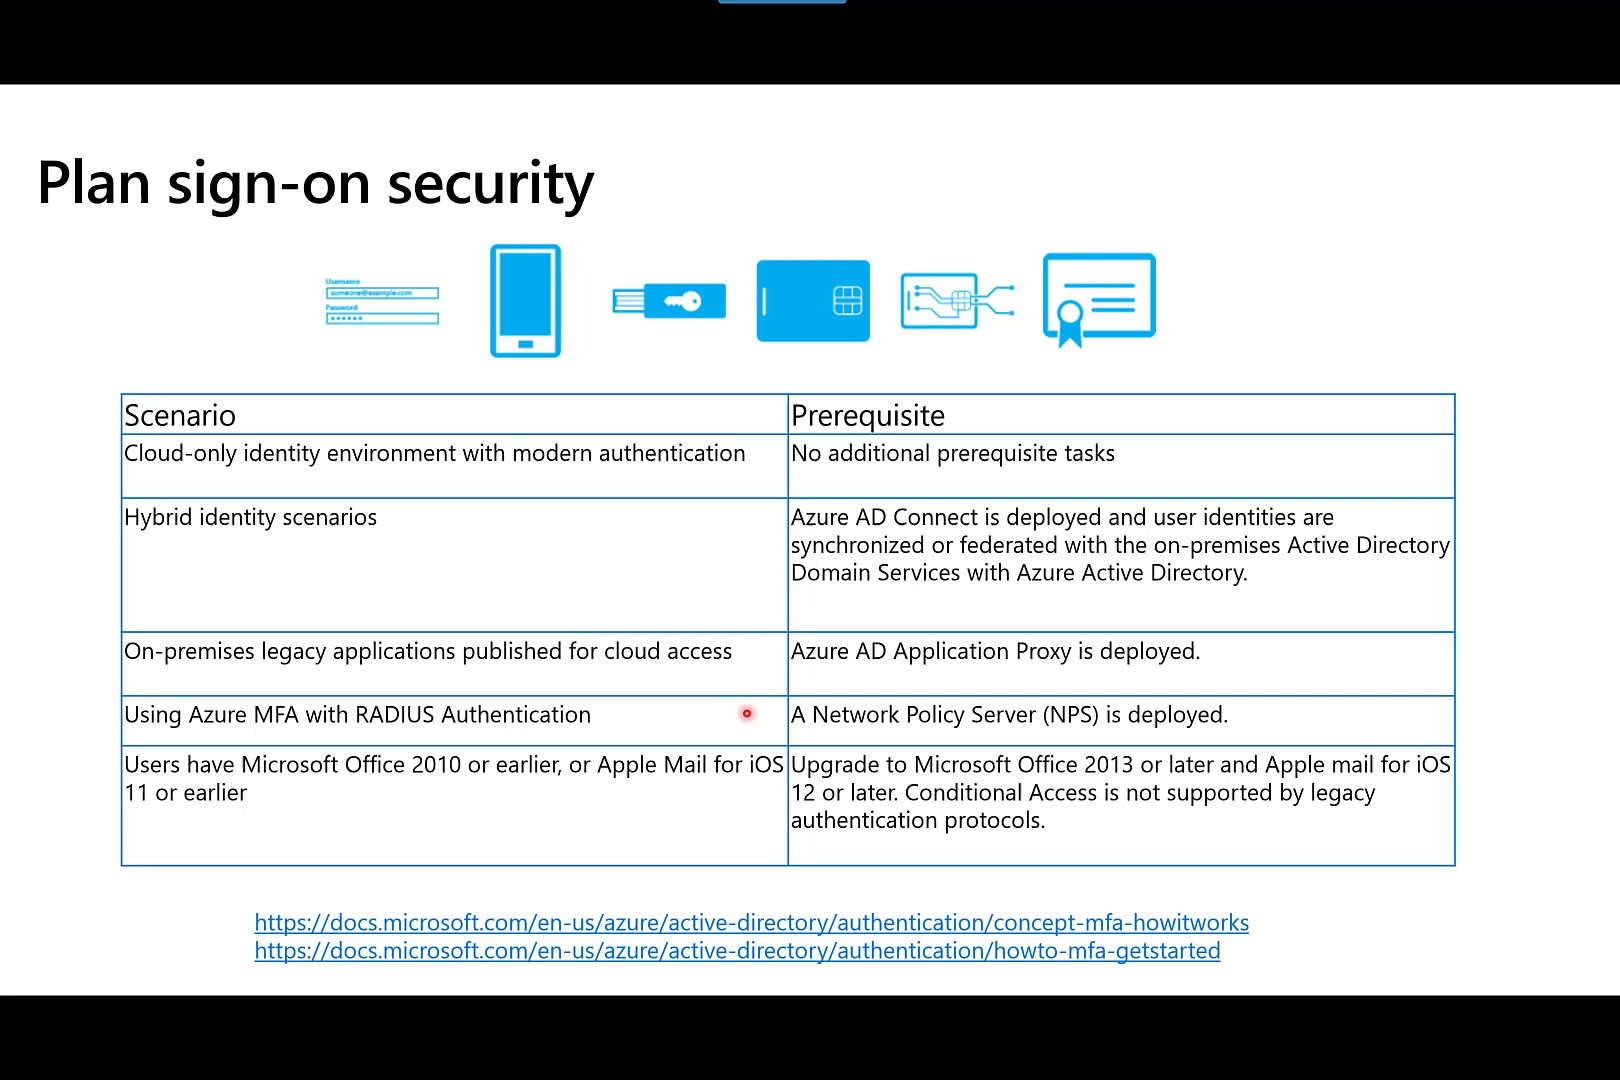 Plan sign-on security
Username
someone@example.com
Password
Scenario
Prerequisite
Cloud-only identity environment with modern authentication
No additional prerequisite tasks
Hybrid identity scenarios
Azure AD Connect is deployed and user identities are
synchronized or federated with the on-premises Active Directory
Domain Services with Azure Active Directory.
On-premises legacy applications published for cloud access
Azure AD Application Proxy is deployed.
Using Azure MFA with RADIUS Authentication
A Network Policy Server (NPS) is deployed.
Users have Microsoft Office 2010 or earlier, or Apple Mail for iOS
11 or earlier
Upgrade to Microsoft Office 2013 or later and Apple mail for iOS
12 or later. Conditional Access is not supported by legacy
authentication protocols.
https://docs.microsoft.com/en-us/azure/active-directory/authentication/concept-mfa-howitworks
https://docs.microsoft.com/en-us/azure/active-directory/authentication/howto-mfa-getstarted